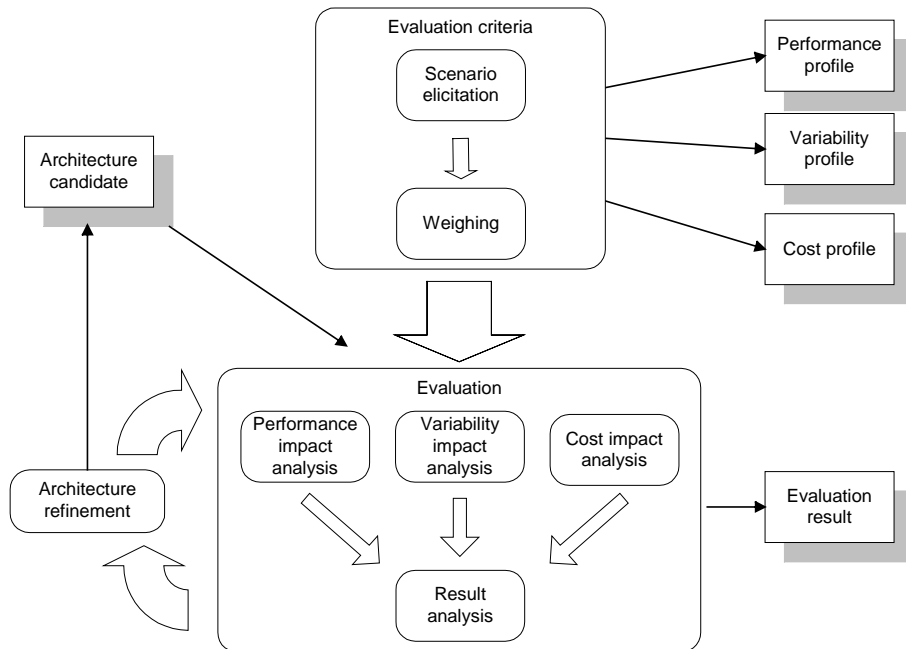 Evaluation criteria
Scenario
elicitation
Weighing
Performance
profile
Variability
profile
Cost profile
Architecture
candidate
Architecture
refinement
Evaluation
Performance
impact
analysis
Variability
impact
analysis
Cost impact
analysis
Result
analysis
Evaluation
result